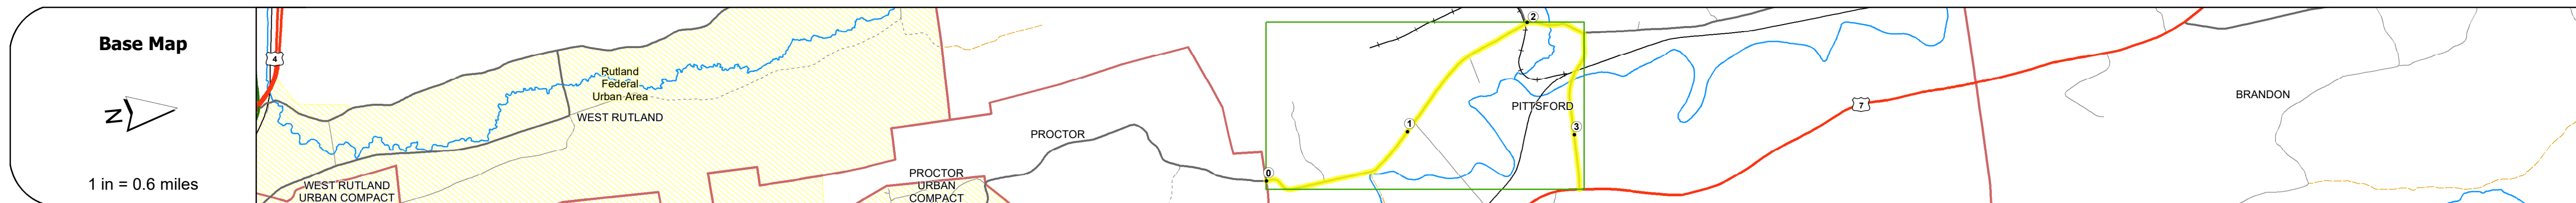 Base Map
N
1 in = 0.6 miles
4
Rutland
Federal
Urban Area
WEST RUTLAND
WEST RUTLAND
URBAN COMPACT
PROCTOR
URBAN
COMPACT
PROCTOR
0
1
2
PITTSFORD
3
7
BRANDON